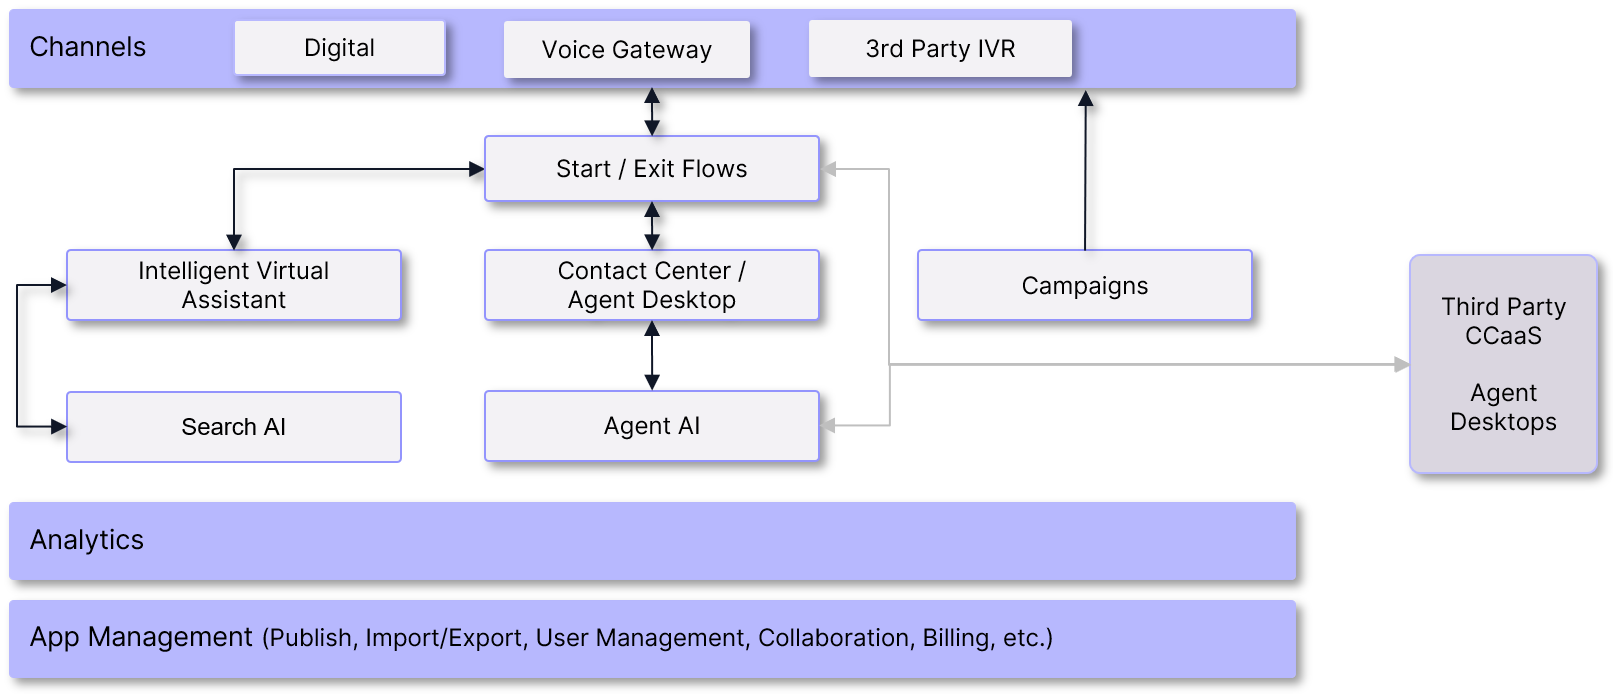 Channels
Digital
Voice Gateway
3rd Party IVR
Start / Exit Flows
Intelligent Virtual
Assistant
Contact Center /
Agent Desktop
Campaigns
Third Party
CCaaS
Agent
Desktops
Search AI
Agent AI
Analytics
App Management (Publish, Import/Export, User Management, Collaboration, Billing, etc.)